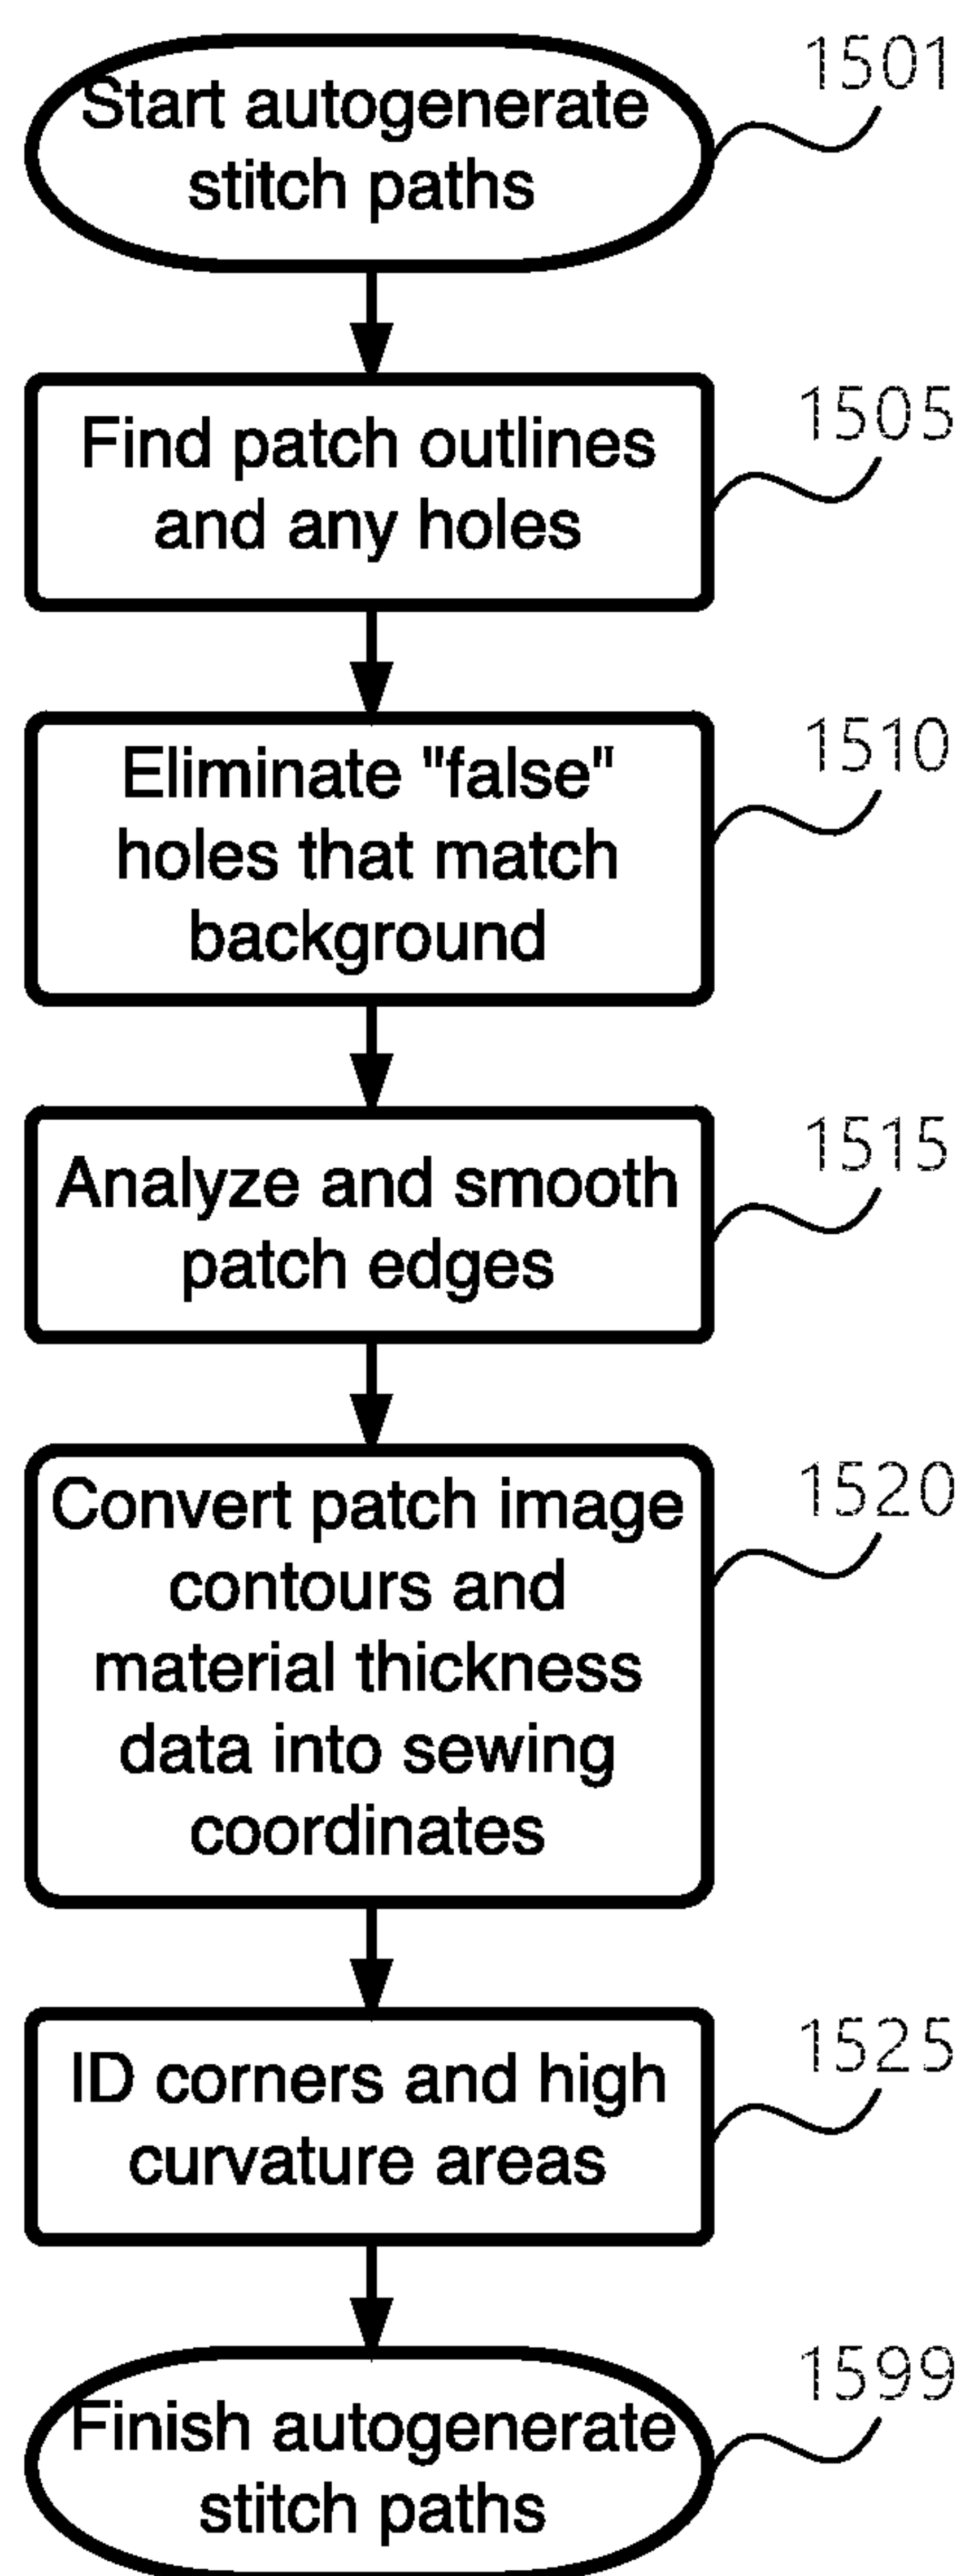 Start autogenerate
stitch paths
1501
Find patch outlines
and any holes
1505
Eliminate "false"
holes that match
background
1510
Analyze and smooth
patch edges
1515
Convert patch image
contours and
material thickness
data into sewing
coordinates
1520
ID corners and high
curvature areas
1525
Finish autogenerate
stitch paths
1599